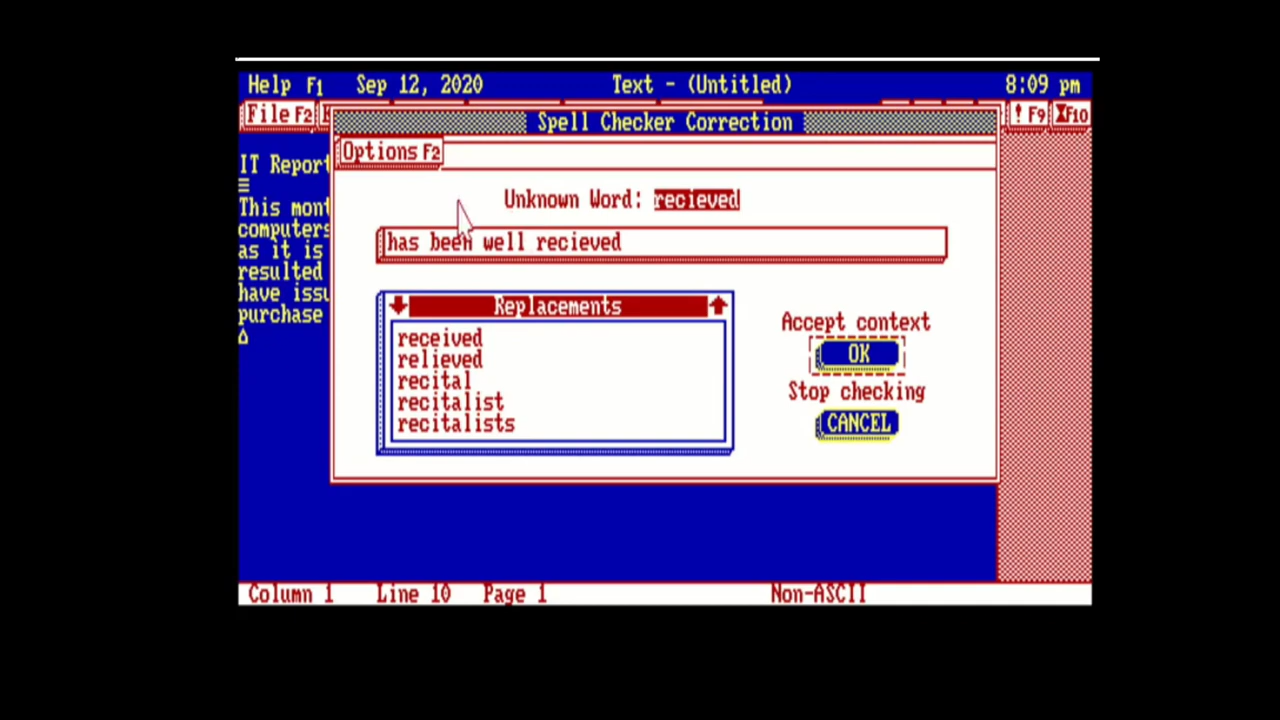 Help F1 Sep 12, 2020 Text - (Untitled) 8:09 pm
File F2 ! F9 F10
Spell Checker Correction
Options F2
IT Report
Unknown Word: recieved
This mont
computers
has been well recieved
as it is
resulted
have issu
purchase
Replacements
received
relieved
recital
recitalist
recitalists
Accept context
OK
Stop checking
CANCEL
Column 1 Line 10 Page 1 Non-ASCII